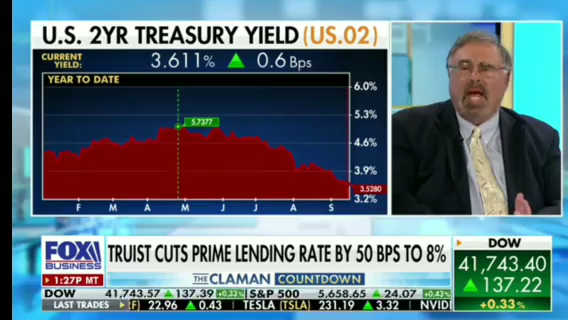 U.S. 2YR TREASURY YIELD (US.02)
CURRENT YIELD: 3.611% ▲ 0.6 Bps
YEAR TO DATE
6.0%
5.7377
5.3%
4.6%
3.9%
3.5280
3.2%
F M A M J J A S
FOX BUSINESS
1:27PM MT
TRUIST CUTS PRIME LENDING RATE BY 50 BPS TO 8%
THE CLAMAN COUNTDOWN
DOW
41,743.40
▲ 137.22
+0.33%
DOW 41,743.57 ▲ 137.39 +0.33% S&P 500 5,658.65 ▲ 24.07 +0.43%
LAST TRADES F) 22.96 ▲ 0.43 TESLA (TSLA) 231.19 ▲ 3.32 NVIDI